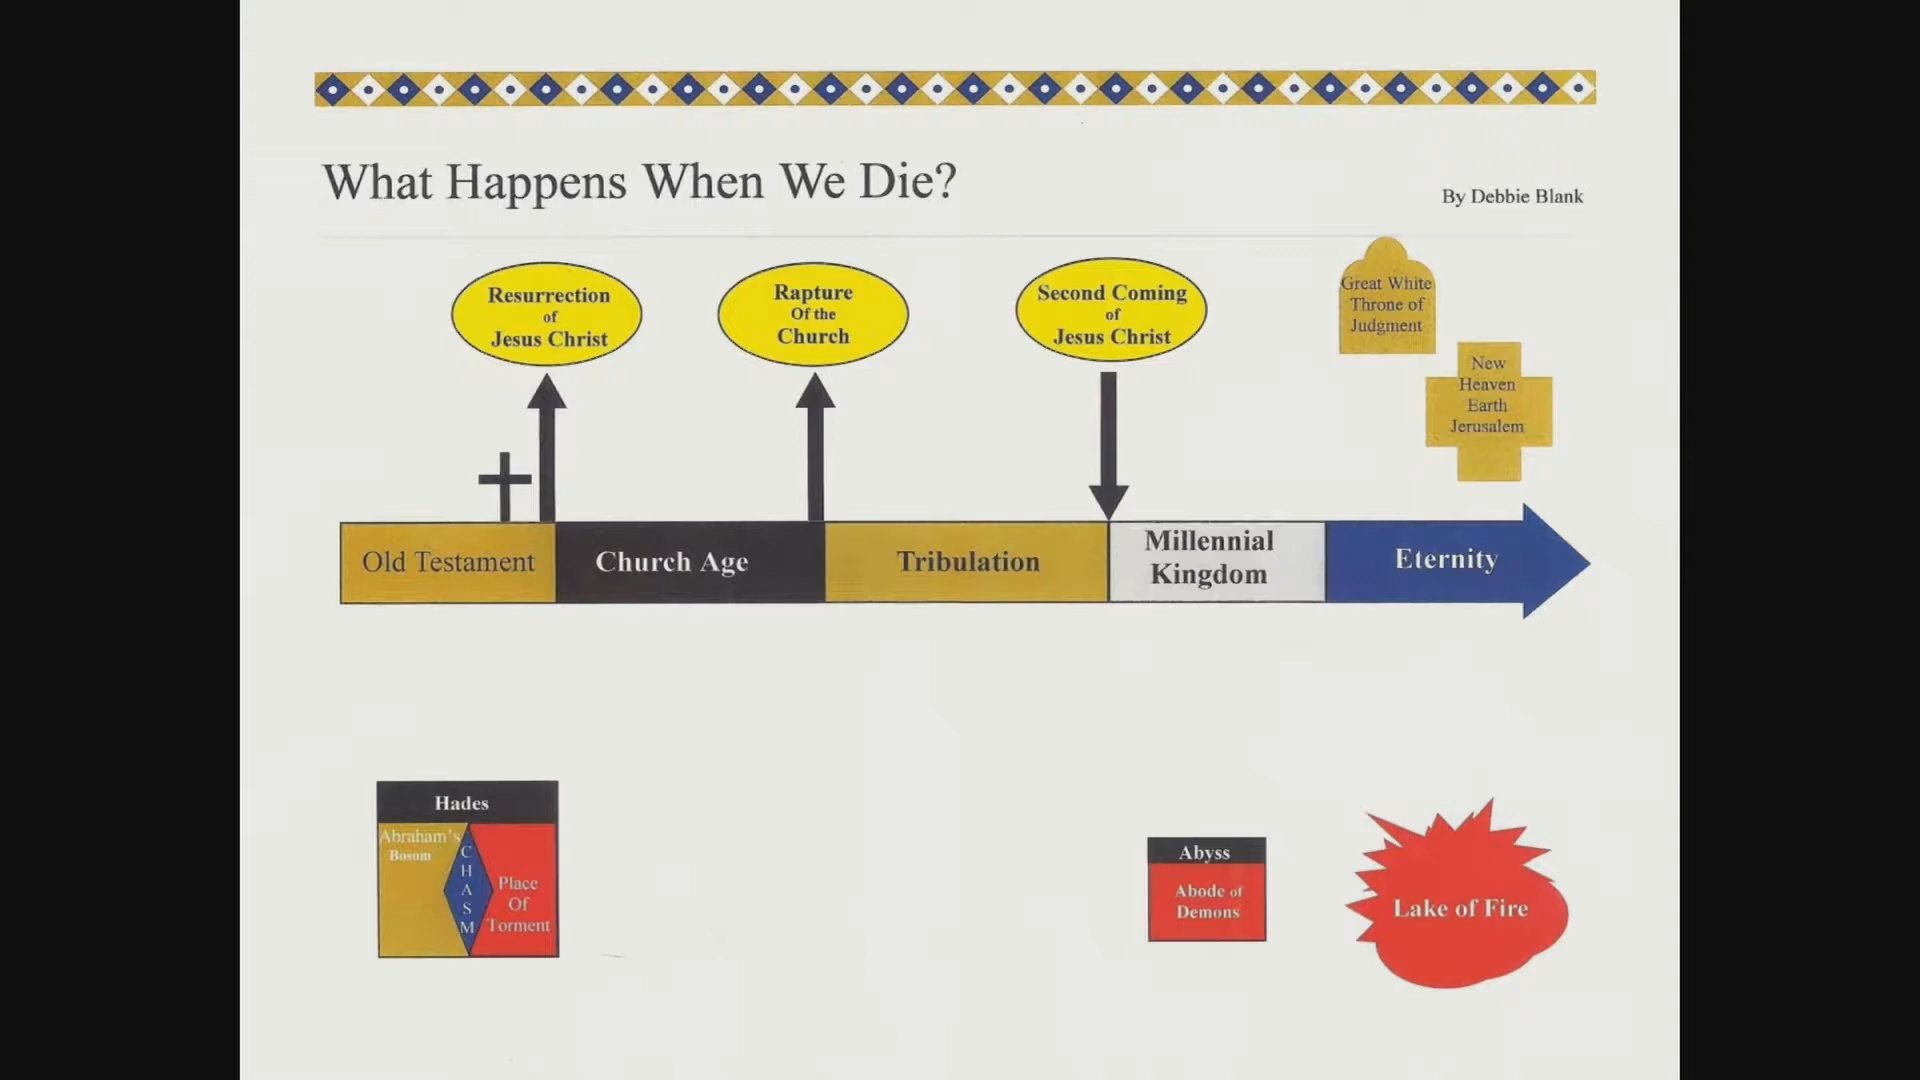 What Happens When We Die?
By Debbie Blank
Resurrection
of
Jesus Christ
Rapture
Of the
Church
Second Coming
of
Jesus Christ
Great White
Throne of
Judgment
New
Heaven
Earth
Jerusalem
Old Testament
Church Age
Tribulation
Millennial
Kingdom
Eternity
Hades
Abraham's
Bosom
C
H
A
S
M
Place
Of
Torment
Abyss
Abode of
Demons
Lake of Fire